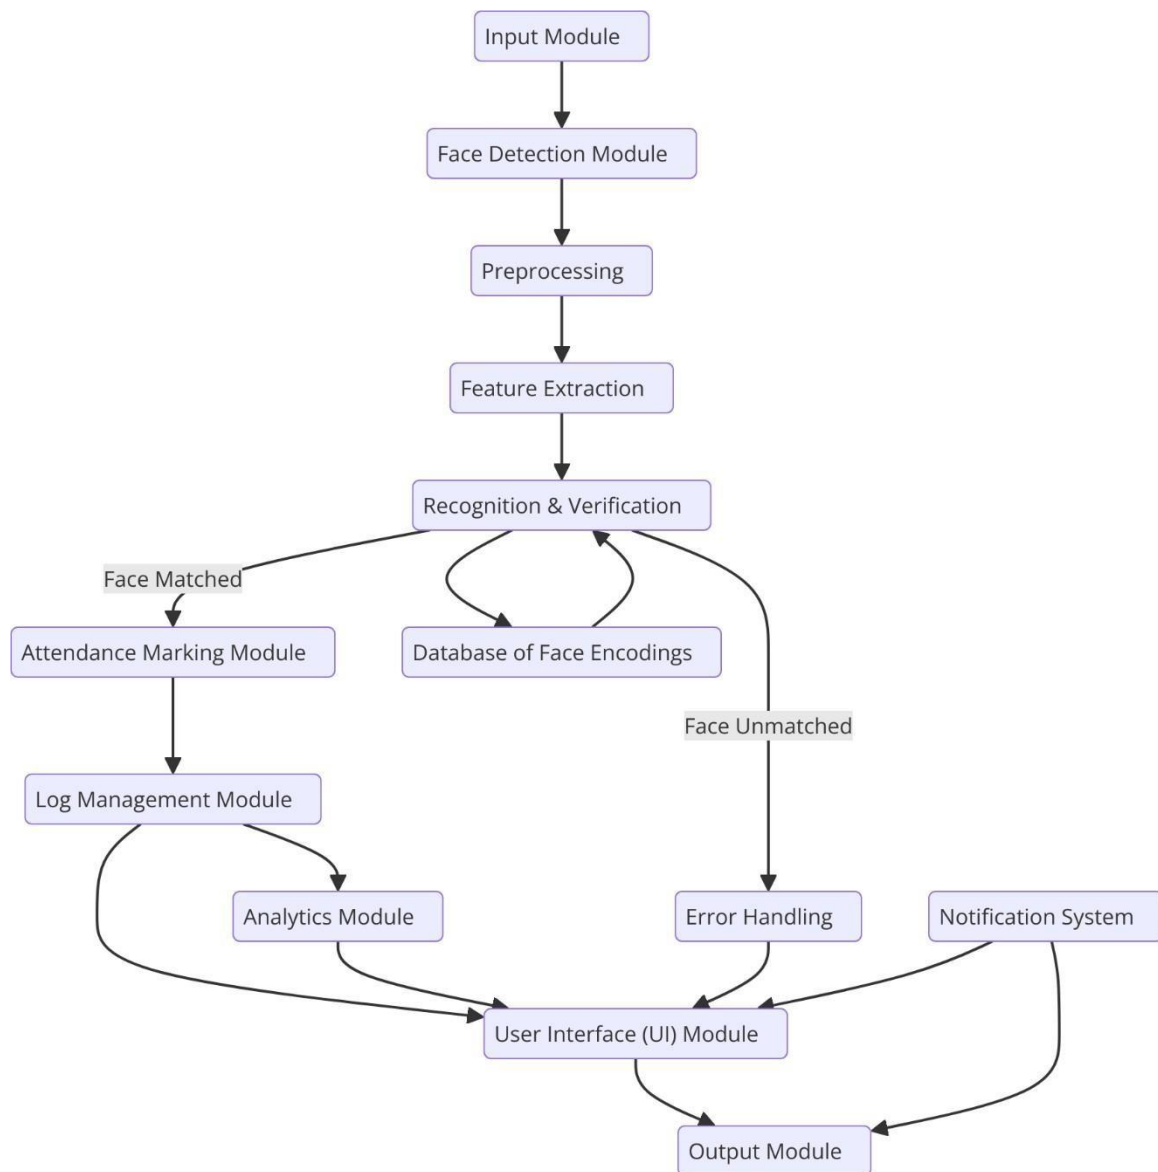 Input Module
Face Detection Module
Preprocessing
Feature Extraction
Recognition & Verification
Face Matched
Attendance Marking Module
Database of Face Encodings
Face Unmatched
Log Management Module
Analytics Module
Error Handling
Notification System
User Interface (UI) Module
Output Module